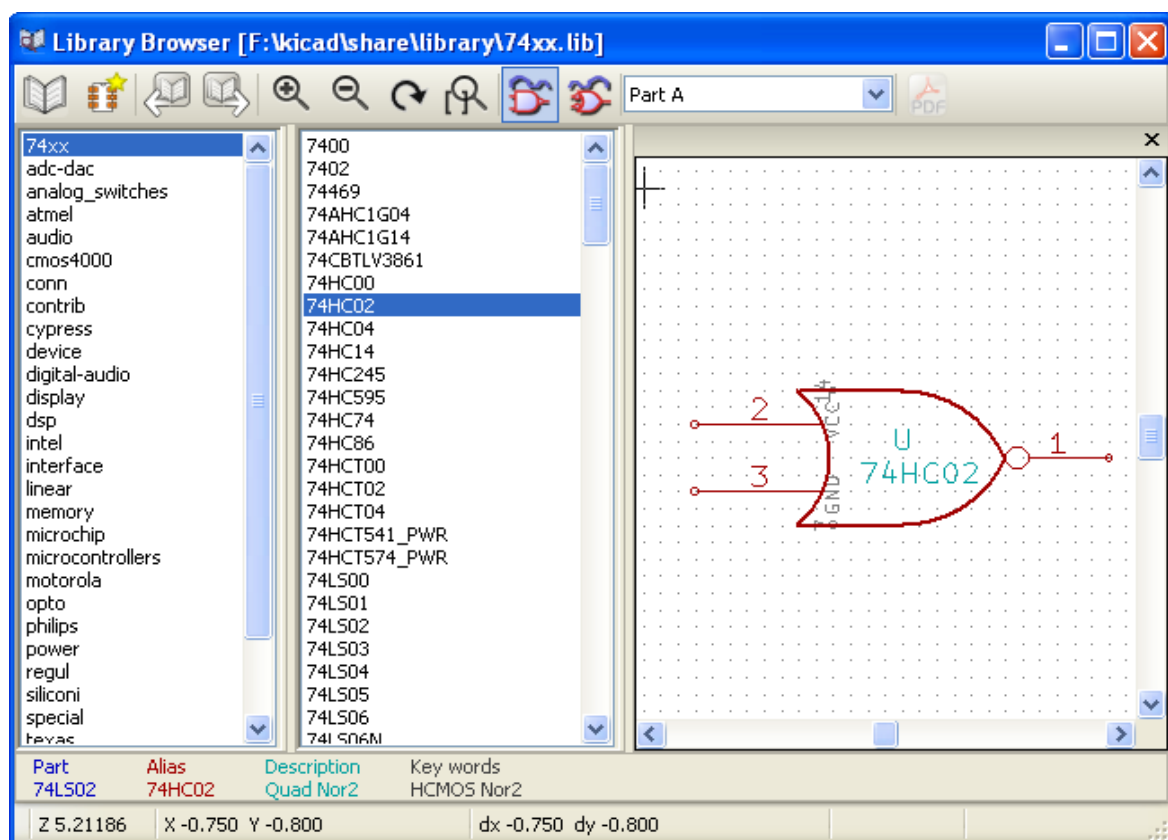 Library Browser [F:\kicad\share\library\74xx.lib]
Part A
PDF
74xx
adc-dac
analog_switches
atmel
audio
cmos4000
conn
contrib
cypress
device
digital-audio
display
dsp
intel
interface
linear
memory
microchip
microcontrollers
motorola
opto
philips
power
regul
siliconi
special
texas
7400
7402
74469
74AHC1G04
74AHC1G14
74CBTLV3861
74HC00
74HC02
74HC04
74HC14
74HC245
74HC595
74HC74
74HC86
74HCT00
74HCT02
74HCT04
74HCT541_PWR
74HCT574_PWR
74LS00
74LS01
74LS02
74LS03
74LS04
74LS05
74LS06
74LS06N
14
VCC
2
U
1
74HC02
3
GND
7
Part Alias Description Key words
74LS02 74HC02 Quad Nor2 HCMOS Nor2
Z 5.21186 X -0.750 Y -0.800 dx -0.750 dy -0.800